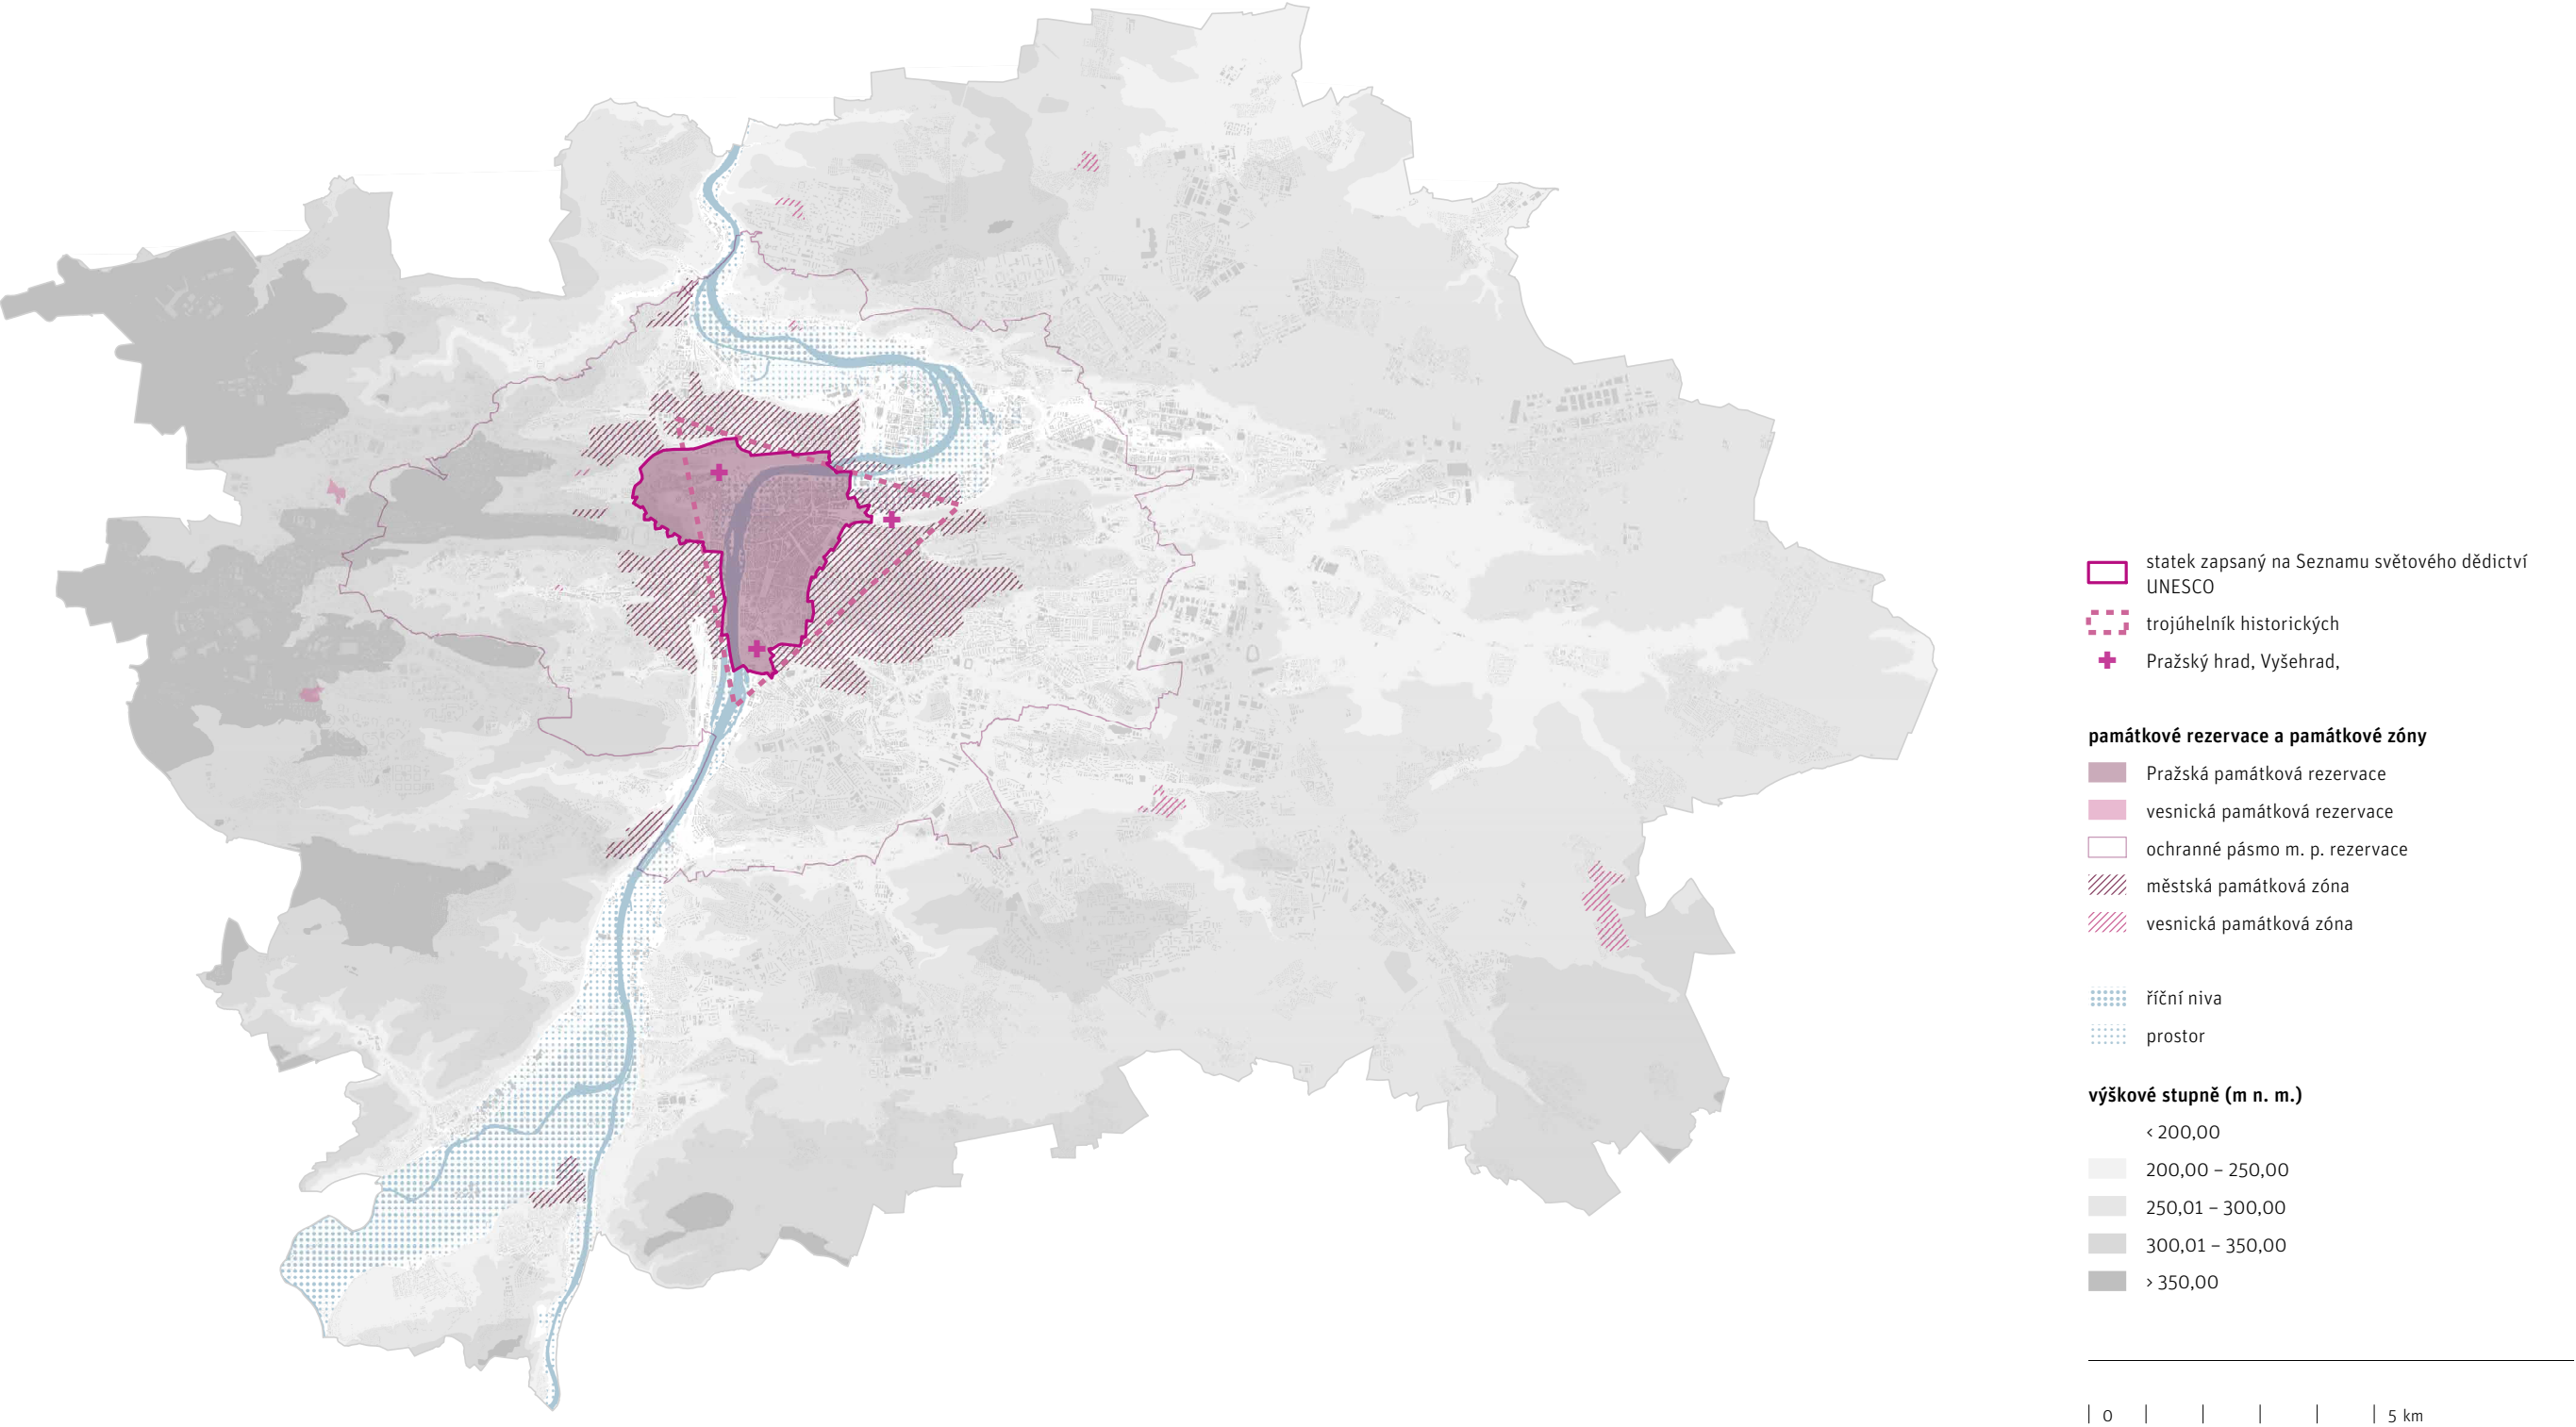 statek zapsaný na Seznamu světového dědictví
UNESCO
trojúhelník historických
Pražský hrad, Vyšehrad,
památkové rezervace a památkové zóny
Pražská památková rezervace
vesnická památková rezervace
ochranné pásmo m. p. rezervace
městská památková zóna
vesnická památková zóna
říční niva
prostor
výškové stupně (m n. m.)
< 200,00
200,00 – 250,00
250,01 – 300,00
300,01 – 350,00
> 350,00
0 5 km